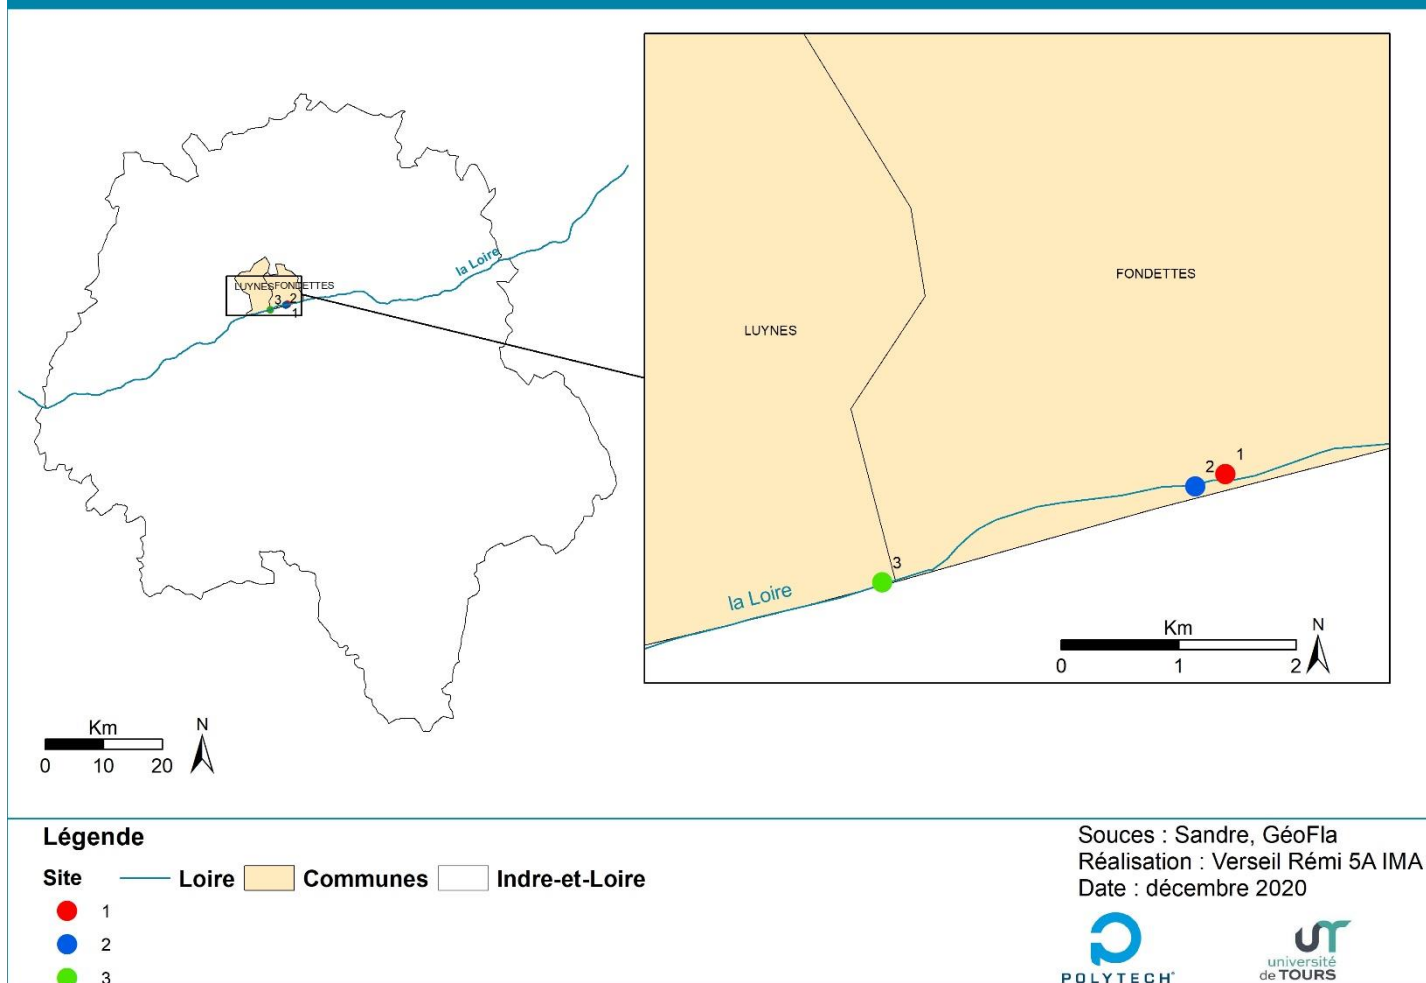 la Loire
LUYNES
FONDETTES
3
2
1
Km
0 10 20
N
FONDETTES
LUYNES
1
2
3
la Loire
Km
0 1 2
N
Légende
Site
Loire
Communes
Indre-et-Loire
1
2
3
Souces : Sandre, GéoFla
Réalisation : Verseil Rémi 5A IMA
Date : décembre 2020
POLYTECH
université
de TOURS